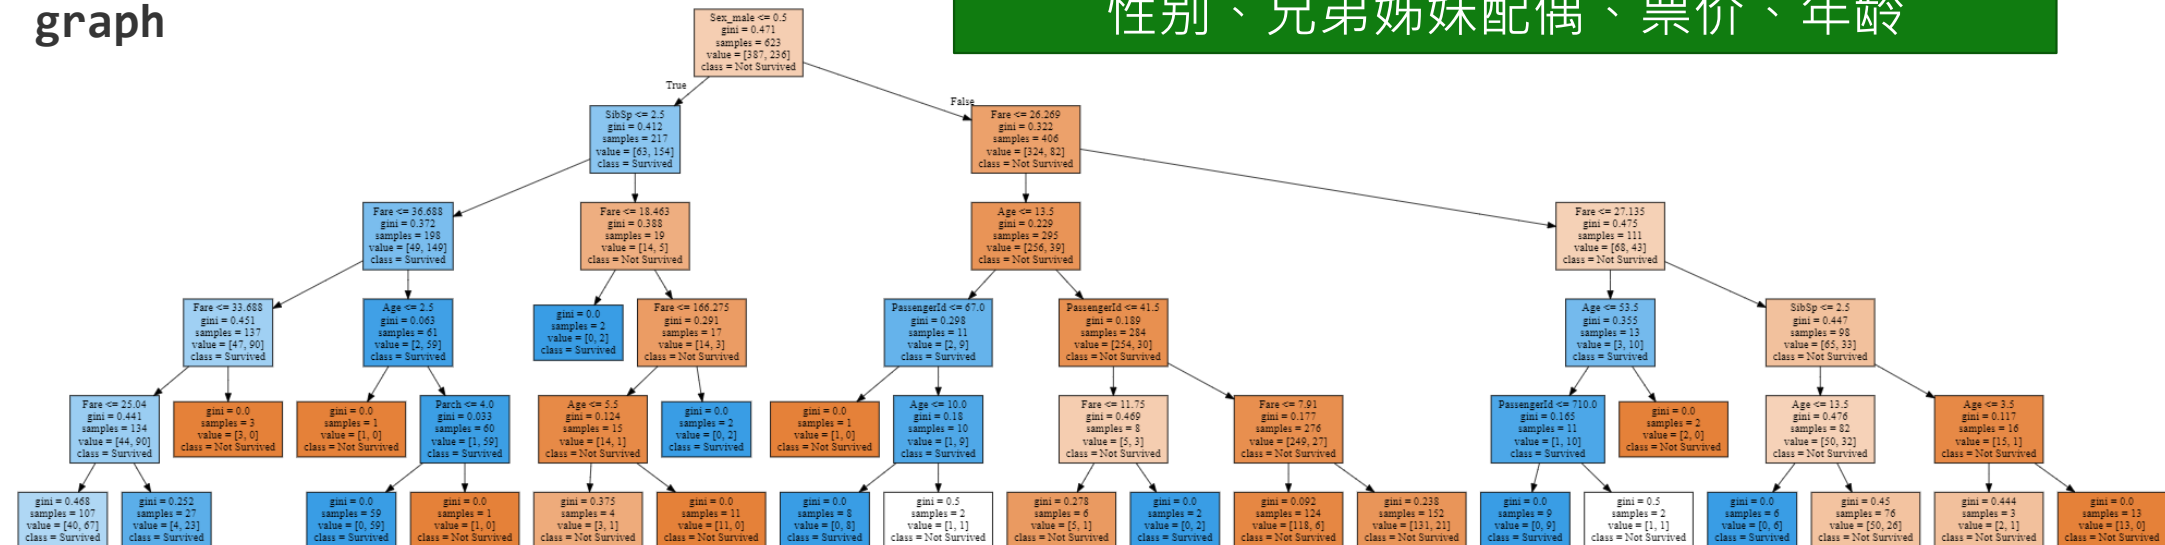 graph
性别、兄弟姊妹配偶、票价、年龄
Sex_male <= 0.5
gini = 0.471
samples = 623
value = [387, 236]
class = Not Survived
True
False
SibSp <= 2.5
gini = 0.412
samples = 217
value = [63, 154]
class = Survived
Fare <= 26.269
gini = 0.322
samples = 406
value = [324, 82]
class = Not Survived
Fare <= 36.688
gini = 0.372
samples = 198
value = [49, 149]
class = Survived
Fare <= 18.463
gini = 0.388
samples = 19
value = [14, 5]
class = Not Survived
Age <= 13.5
gini = 0.229
samples = 295
value = [256, 39]
class = Not Survived
Fare <= 27.135
gini = 0.475
samples = 111
value = [68, 43]
class = Not Survived
Fare <= 33.688
gini = 0.451
samples = 137
value = [47, 90]
class = Survived
Age <= 2.5
gini = 0.063
samples = 61
value = [2, 59]
class = Survived
gini = 0.0
samples = 2
value = [0, 2]
class = Survived
Fare <= 166.275
gini = 0.291
samples = 17
value = [14, 3]
class = Not Survived
PassengerId <= 67.0
gini = 0.298
samples = 11
value = [2, 9]
class = Survived
PassengerId <= 41.5
gini = 0.189
samples = 284
value = [254, 30]
class = Not Survived
Age <= 53.5
gini = 0.355
samples = 13
value = [3, 10]
class = Survived
SibSp <= 2.5
gini = 0.447
samples = 98
value = [65, 33]
class = Not Survived
Fare <= 25.04
gini = 0.441
samples = 134
value = [44, 90]
class = Survived
gini = 0.0
samples = 3
value = [3, 0]
class = Not Survived
gini = 0.0
samples = 1
value = [1, 0]
class = Not Survived
Parch <= 4.0
gini = 0.033
samples = 60
value = [1, 59]
class = Survived
Age <= 5.5
gini = 0.124
samples = 15
value = [14, 1]
class = Not Survived
gini = 0.0
samples = 2
value = [0, 2]
class = Survived
gini = 0.0
samples = 1
value = [1, 0]
class = Not Survived
Age <= 10.0
gini = 0.18
samples = 10
value = [1, 9]
class = Survived
Fare <= 11.75
gini = 0.469
samples = 8
value = [5, 3]
class = Not Survived
Fare <= 7.91
gini = 0.177
samples = 276
value = [249, 27]
class = Not Survived
PassengerId <= 710.0
gini = 0.165
samples = 11
value = [1, 10]
class = Survived
gini = 0.0
samples = 2
value = [2, 0]
class = Not Survived
Age <= 13.5
gini = 0.476
samples = 82
value = [50, 32]
class = Not Survived
Age <= 3.5
gini = 0.117
samples = 16
value = [15, 1]
class = Not Survived
gini = 0.468
samples = 107
value = [40, 67]
class = Survived
gini = 0.252
samples = 27
value = [4, 23]
class = Survived
gini = 0.0
samples = 59
value = [0, 59]
class = Survived
gini = 0.0
samples = 1
value = [1, 0]
class = Not Survived
gini = 0.375
samples = 4
value = [3, 1]
class = Not Survived
gini = 0.0
samples = 11
value = [11, 0]
class = Not Survived
gini = 0.0
samples = 8
value = [0, 8]
class = Survived
gini = 0.5
samples = 2
value = [1, 1]
class = Not Survived
gini = 0.278
samples = 6
value = [5, 1]
class = Not Survived
gini = 0.0
samples = 2
value = [0, 2]
class = Survived
gini = 0.092
samples = 124
value = [118, 6]
class = Not Survived
gini = 0.238
samples = 152
value = [131, 21]
class = Not Survived
gini = 0.0
samples = 9
value = [0, 9]
class = Survived
gini = 0.5
samples = 2
value = [1, 1]
class = Not Survived
gini = 0.0
samples = 6
value = [0, 6]
class = Survived
gini = 0.45
samples = 76
value = [50, 26]
class = Not Survived
gini = 0.444
samples = 3
value = [2, 1]
class = Not Survived
gini = 0.0
samples = 13
value = [13, 0]
class = Not Survived